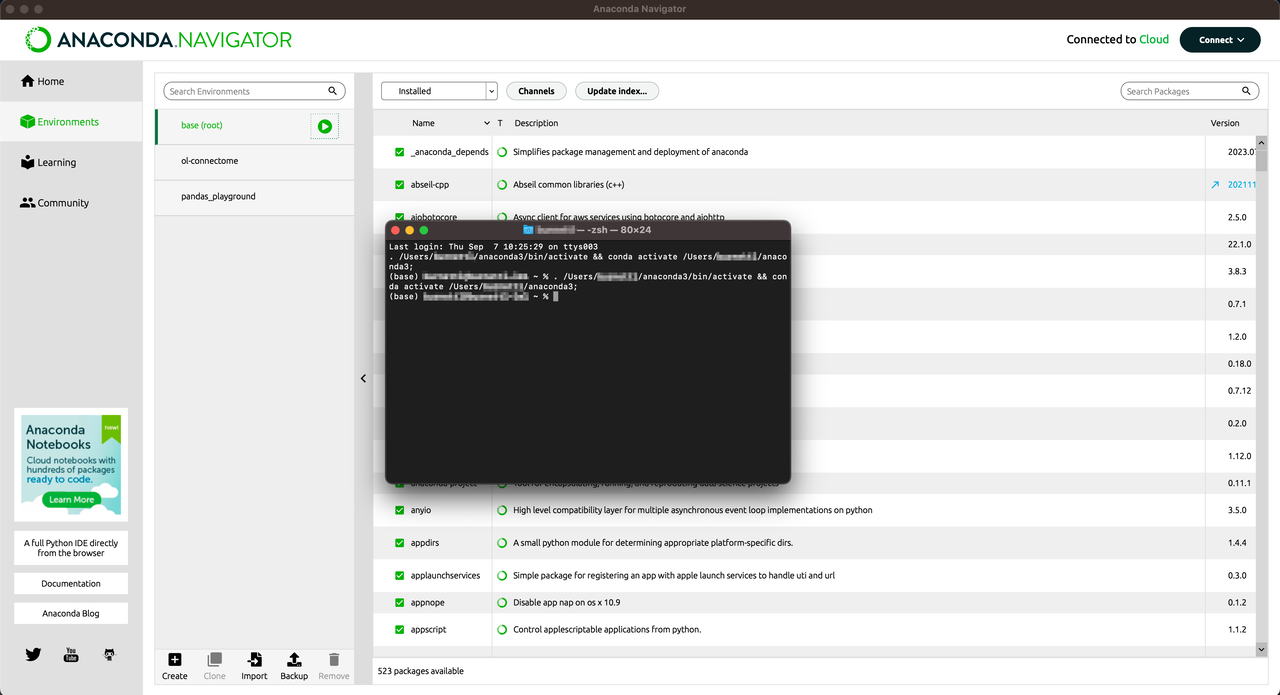 Anaconda Navigator
ANACONDA.NAVIGATOR
Connected to Cloud
Connect
Home
Environments
Learning
Community
Search Environments
base (root)
ol-connectome
pandas_playground
Installed
Channels
Update index...
Search Packages
Name T Description Version
_anaconda_depends Simplifies package management and deployment of anaconda 2023.0
abseil-cpp Abseil common libraries (c++) 202111
aiobotocore Async client for aws services using botocore and aiohttp 2.5.0
22.1.0
3.8.3
0.7.1
1.2.0
0.18.0
0.7.12
0.2.0
1.12.0
anaconda-project Tool for encapsulating, running, and reproducing data science projects 0.11.1
anyio High level compatibility layer for multiple asynchronous event loop implementations on python 3.5.0
appdirs A small python module for determining appropriate platform-specific dirs. 1.4.4
applaunchservices Simple package for registering an app with apple launch services to handle uti and url 0.3.0
appnope Disable app nap on os x 10.9 0.1.2
appscript Control applescriptable applications from python. 1.1.2
523 packages available
— -zsh — 80×24
Last login: Thu Sep 7 10:25:29 on ttys003
. /Users/ /anaconda3/bin/activate && conda activate /Users/ /anaco
nda3;
(base) ~ % . /Users/ /anaconda3/bin/activate && con
da activate /Users/ /anaconda3;
(base) ~ %
Anaconda
Notebooks
New!
Cloud notebooks with
hundreds of packages
ready to code.
Learn More
A full Python IDE directly
from the browser
Documentation
Anaconda Blog
You
Tube
Create
Clone
Import
Backup
Remove